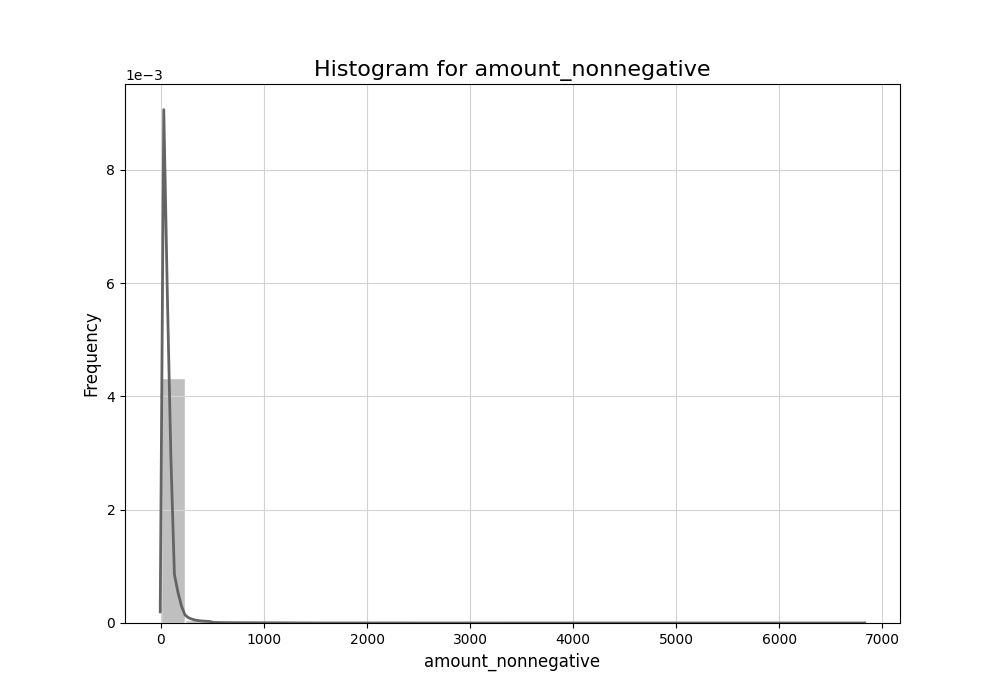 Histogram for amount_nonnegative
1e−3
8
6
4
2
0
Frequency
0 1000 2000 3000 4000 5000 6000 7000
amount_nonnegative